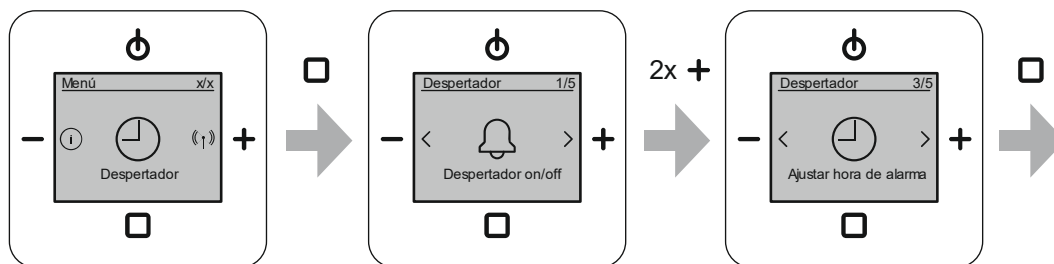 Menú x/x
Despertador
Despertador 1/5
Despertador on/off
2x +
Despertador 3/5
Ajustar hora de alarma